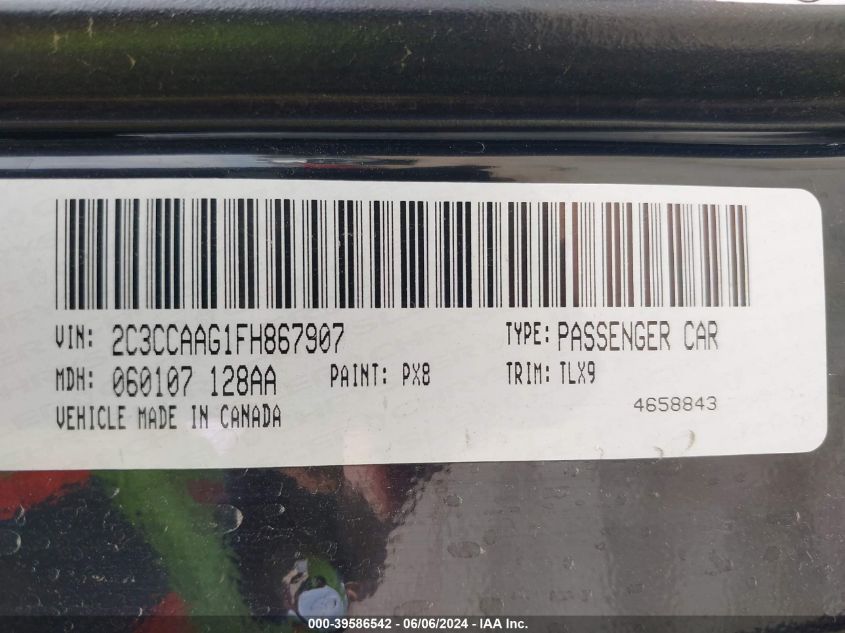 VIN: 2C3CCAAG1FH867907 TYPE: PASSENGER CAR
MDH: 060107 128AA PAINT: PX8 TRIM: TLX9
VEHICLE MADE IN CANADA 4658843
000-39586542 - 06/06/2024 - IAA Inc.